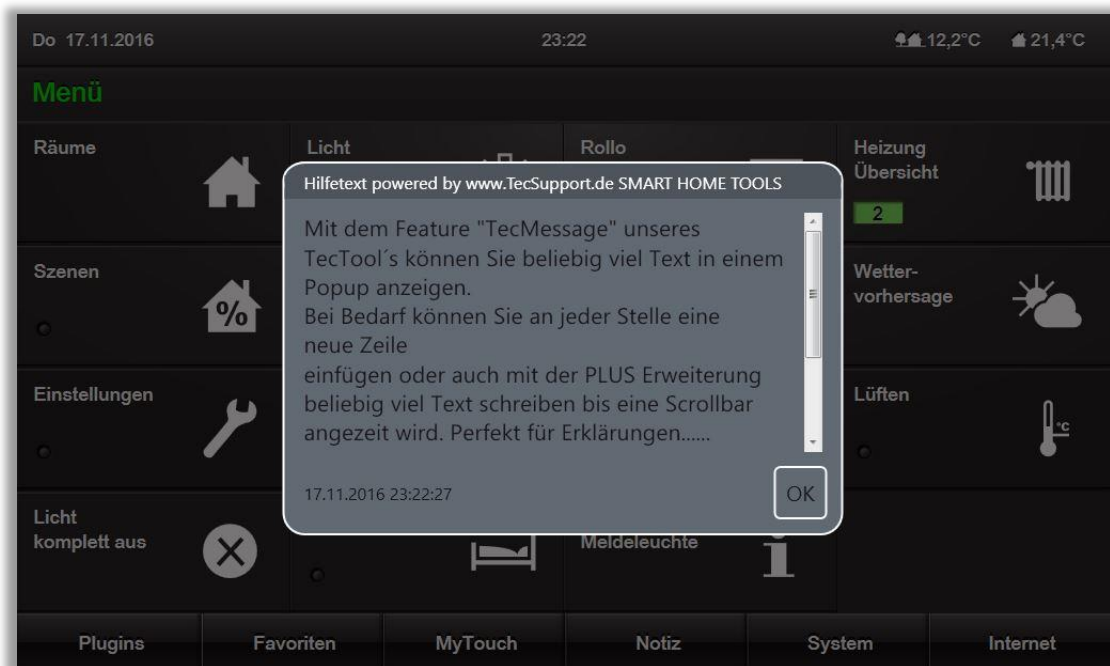 Do 17.11.2016
23:22
12,2°C
21,4°C
Menü
Räume
Licht
Rollo
Heizung
Übersicht
2
Hilfetext powered by www.TecSupport.de SMART HOME TOOLS
Mit dem Feature "TecMessage" unseres
TecTool´s können Sie beliebig viel Text in einem
Popup anzeigen.
Bei Bedarf können Sie an jeder Stelle eine
neue Zeile
einfügen oder auch mit der PLUS Erweiterung
beliebig viel Text schreiben bis eine Scrollbar
angezeit wird. Perfekt für Erklärungen......
17.11.2016 23:22:27
OK
Szenen
%
Wetter-
vorhersage
Einstellungen
Lüften
°C
Licht
komplett aus
Meldeleuchte
Plugins
Favoriten
MyTouch
Notiz
System
Internet